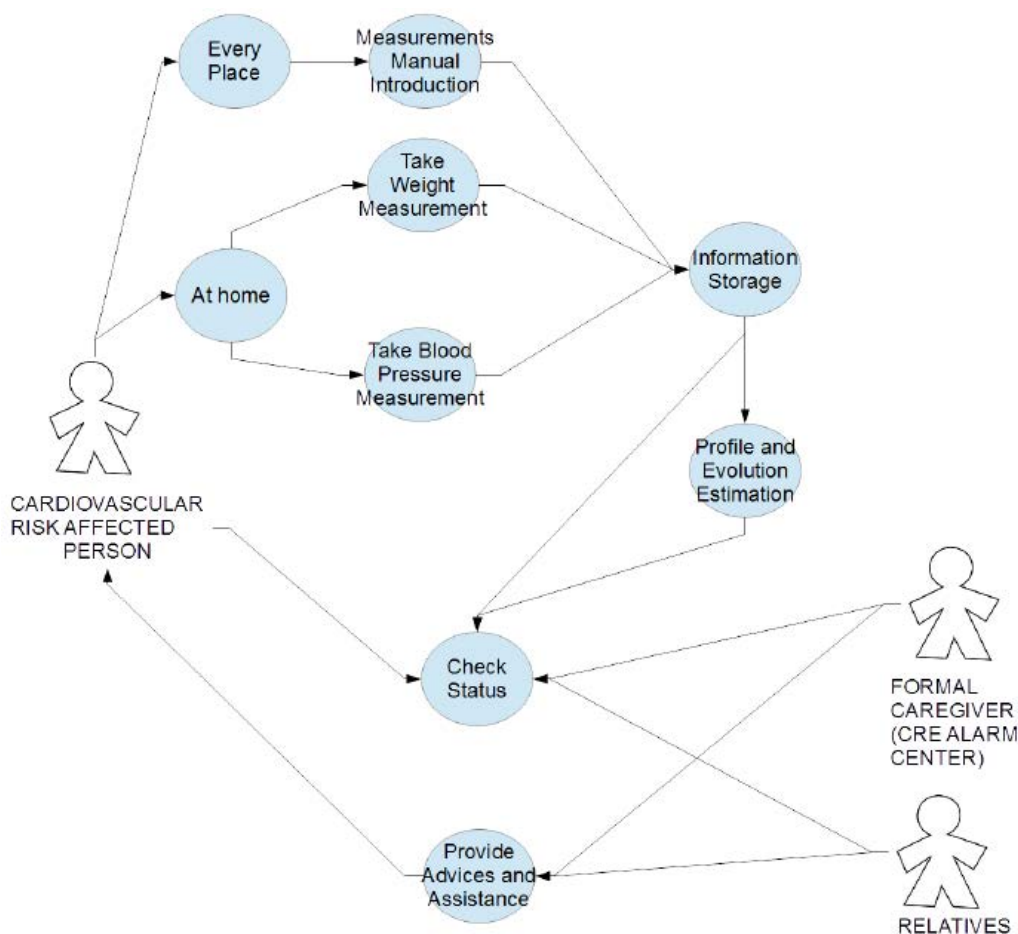 Every
Place
Measurements
Manual
Introduction
Take
Weight
Measurement
Information
Storage
At home
Take Blood
Pressure
Measurement
Profile and
Evolution
Estimation
CARDIOVASCULAR
RISK AFFECTED
PERSON
Check
Status
FORMAL
CAREGIVER
(CRE ALARM
CENTER)
Provide
Advices and
Assistance
RELATIVES